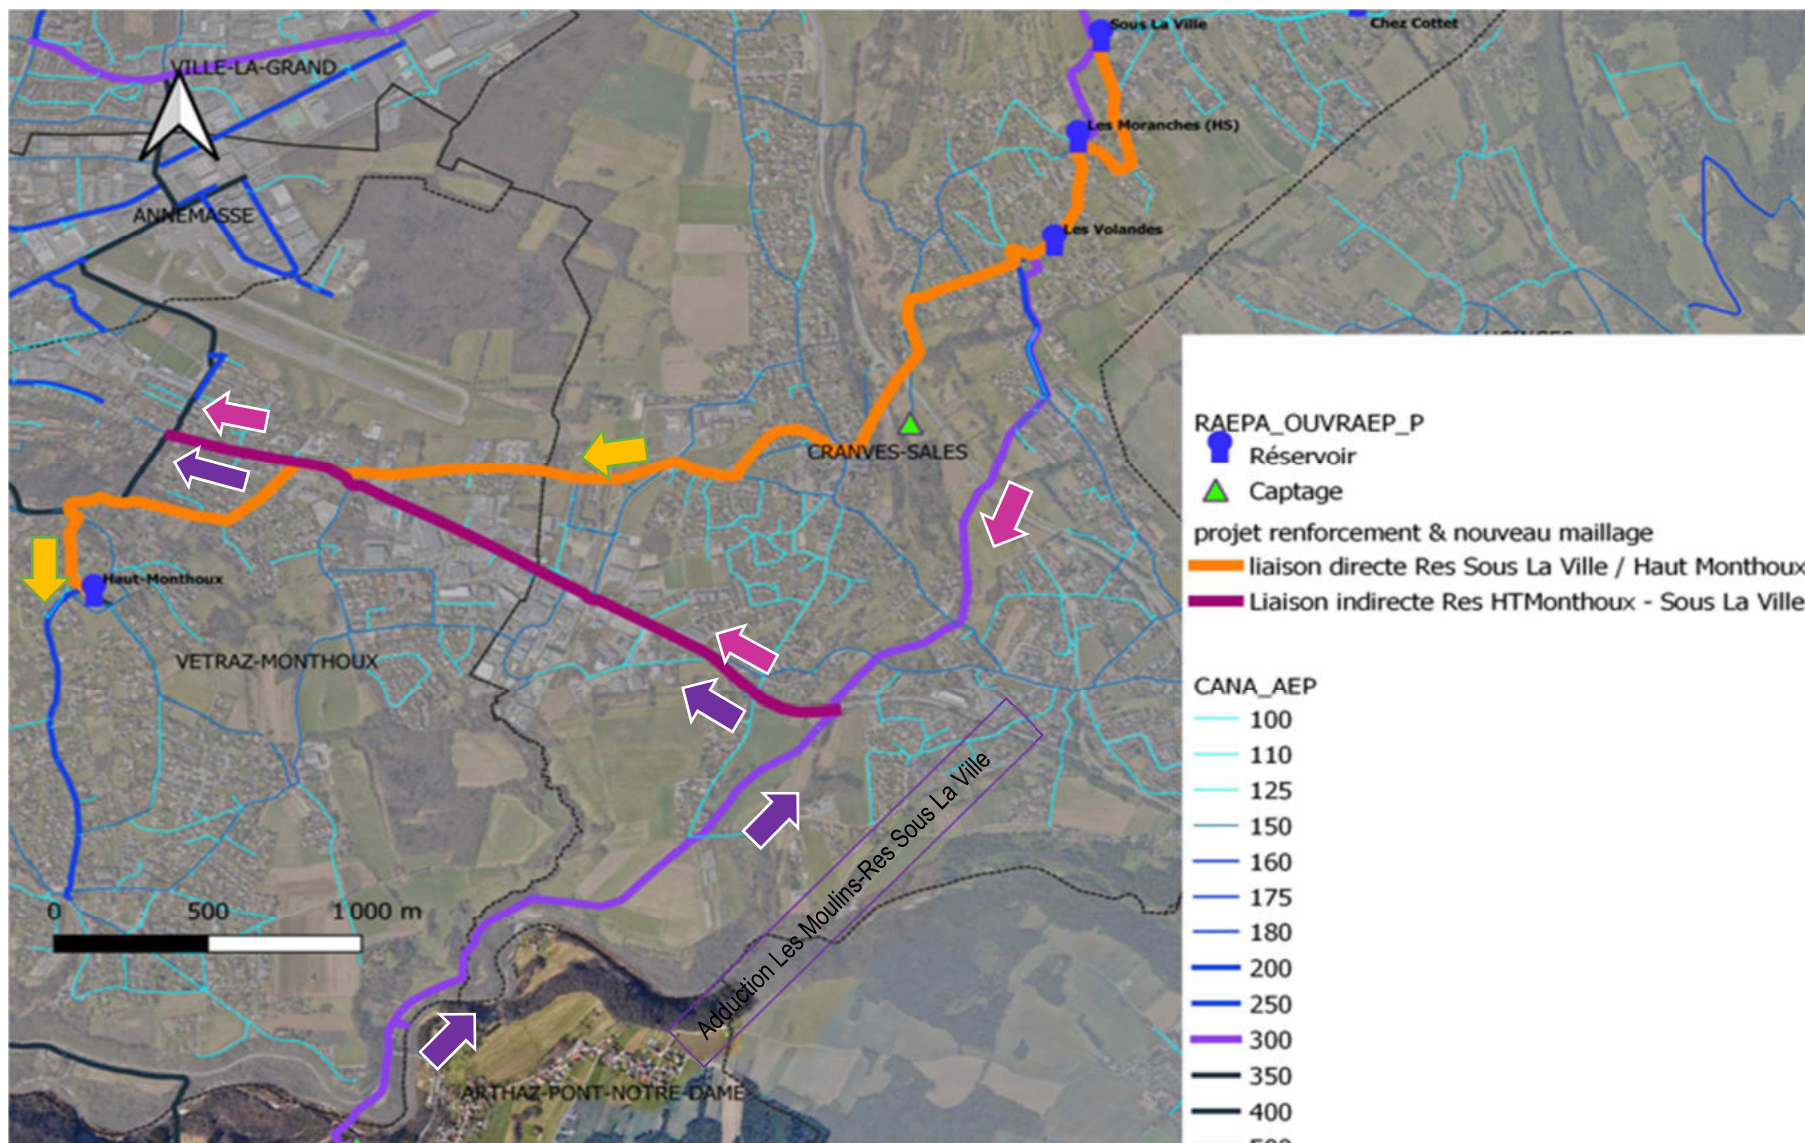 Sous La Ville
Chez Cottet
VILLE-LA-GRAND
Les Moranches (HS)
ANNEMASSE
Les Volandes
RAEPA_OUVRAEP_P
Réservoir
Captage
CRANVES-SALES
projet renforcement & nouveau maillage
liaison directe Res Sous La Ville / Haut Monthoux
Liaison indirecte Res HTMonthoux - Sous La Ville
Haut-Monthoux
VETRAZ-MONTHOUX
CANA_AEP
100
110
125
150
160
175
180
200
250
300
350
400
Adduction Les Moulins-Res Sous La Ville
0 500 1 000 m
ARTHAZ-PONT-NOTRE-DAME